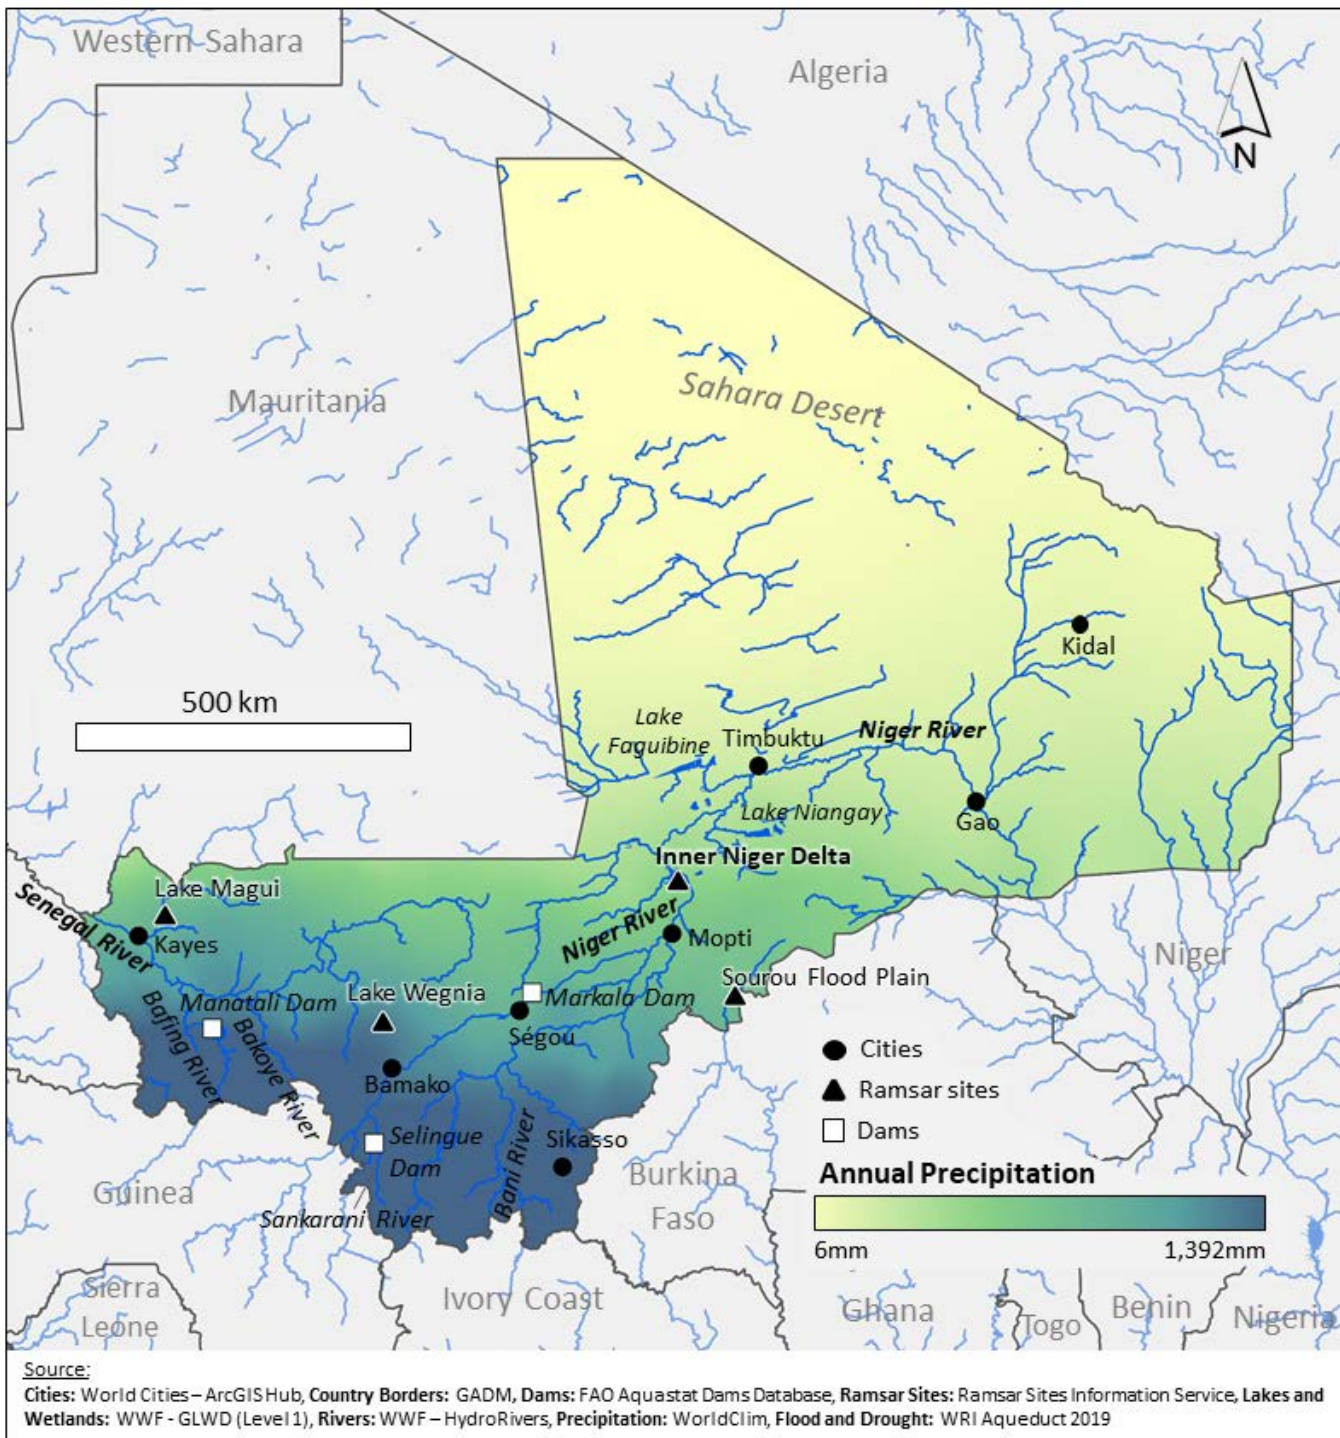 Western Sahara
Algeria
N
Mauritania
Sahara Desert
Kidal
500 km
Lake
Faguibine
Timbuktu
Niger River
Lake Niangay
Gao
Inner Niger Delta
Lake Magui
Senegal River
Kayes
Niger River
Mopti
Niger
Sourou Flood Plain
Manatali Dam
Lake Wegnia
Markala Dam
Bafing River
Bakoye River
Ségou
Bamako
Cities
Ramsar sites
Dams
Selingue
Dam
Bani River
Sikasso
Burkina
Faso
Guinea
Sankarani River
Annual Precipitation
6mm
1,392mm
Sierra
Leone
Ivory Coast
Ghana
Togo
Benin
Nigeria
Source:
Cities: World Cities – ArcGIS Hub, Country Borders: GADM, Dams: FAO Aquastat Dams Database, Ramsar Sites: Ramsar Sites Information Service, Lakes and
Wetlands: WWF - GLWD (Level 1), Rivers: WWF – HydroRivers, Precipitation: WorldClim, Flood and Drought: WRI Aqueduct 2019